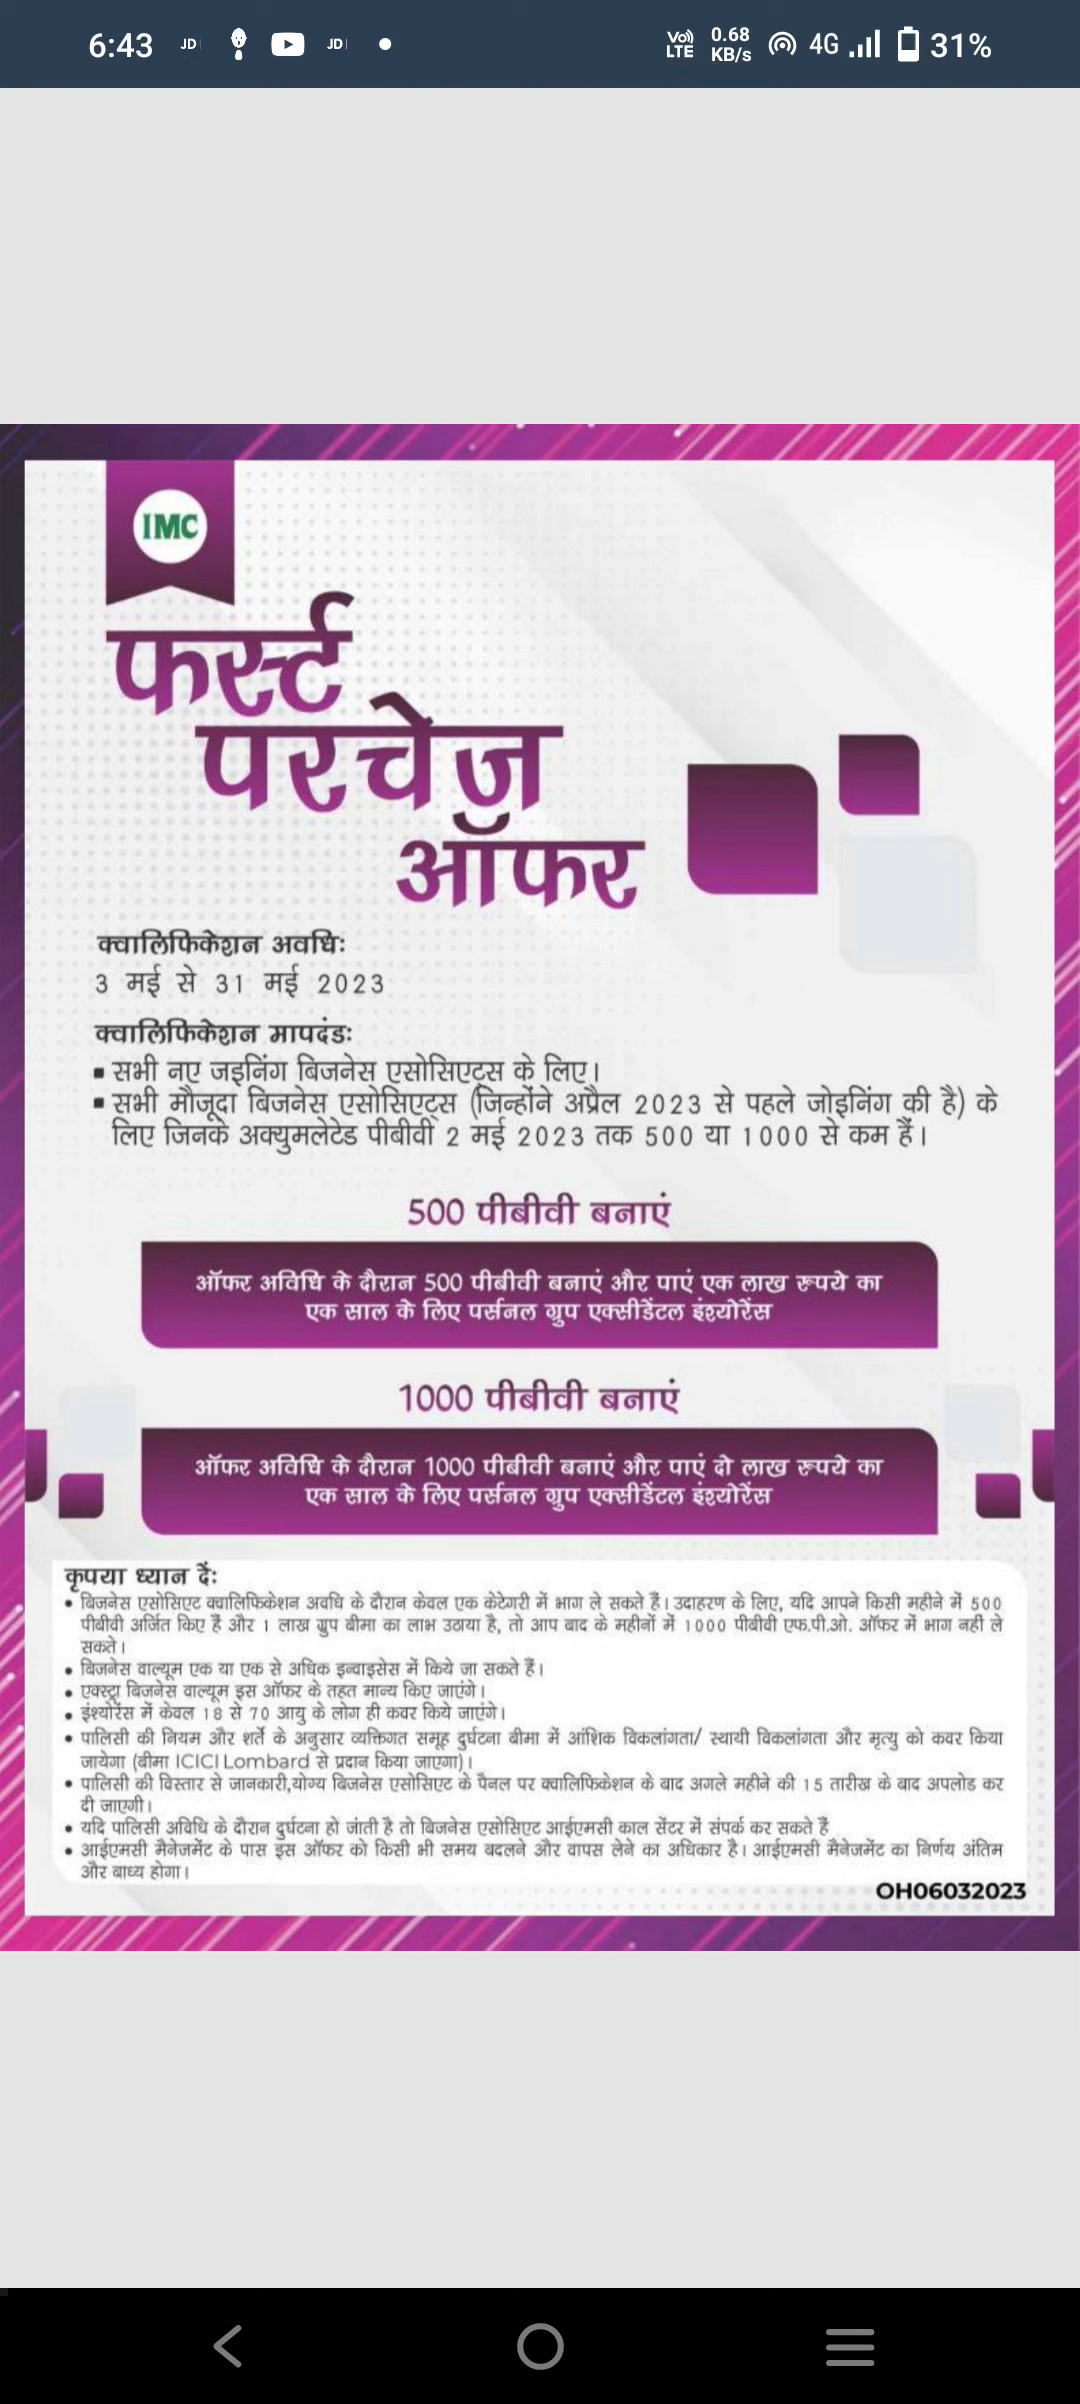 6:43 JD JD VoLTE 0.68 KB/s 4G 31%
IMC
फर्स्ट
परचेज
ऑफर
क्वालिफिकेशन अवधिः
3 मई से 31 मई 2023
क्वालिफिकेशन मापदंडः
▪ सभी नए जइनिंग बिजनेस एसोसिएट्स के लिए।
▪ सभी मौजूदा बिजनेस एसोसिएट्स (जिन्होंने अप्रैल 2023 से पहले जोइनिंग की है) के
लिए जिनके अक्युमलेटेड पीबीवी 2 मई 2023 तक 500 या 1000 से कम हैं।
500 पीबीवी बनाएं
ऑफर अविधि के दौरान 500 पीबीवी बनाएं और पाएं एक लाख रूपये का
एक साल के लिए पर्सनल ग्रुप एक्सीडेंटल इंश्योरेंस
1000 पीबीवी बनाएं
ऑफर अविधि के दौरान 1000 पीबीवी बनाएं और पाएं दो लाख रूपये का
एक साल के लिए पर्सनल ग्रुप एक्सीडेंटल इंश्योरेंस
कृपया ध्यान दें:
• बिजनेस एसोसिएट क्वालिफिकेशन अवधि के दौरान केवल एक केटेगरी में भाग ले सकते हैं। उदाहरण के लिए, यदि आपने किसी महीने में 500
पीबीवी अर्जित किए हैं और 1 लाख ग्रुप बीमा का लाभ उठाया है, तो आप बाद के महीनों में 1000 पीबीवी एफ.पी.ओ. ऑफर में भाग नहीं ले
सकते।
• बिजनेस वाल्यूम एक या एक से अधिक इन्वाइसेस में किये जा सकते हैं।
• एक्स्ट्रा बिजनेस वाल्यूम इस ऑफर के तहत मान्य किए जाएंगे।
• इंश्योरेंस में केवल 18 से 70 आयु के लोग ही कवर किये जाएंगे।
• पालिसी की नियम और शर्तें के अनुसार व्यक्तिगत समूह दुर्घटना बीमा में आंशिक विकलांगता/ स्थायी विकलांगता और मृत्यु को कवर किया
जायेगा (बीमा ICICI Lombard से प्रदान किया जाएगा)।
• पालिसी की विस्तार से जानकारी,योग्य बिजनेस एसोसिएट के पैनल पर क्वालिफिकेशन के बाद अगले महीने की 15 तारीख के बाद अपलोड कर
दी जाएगी।
• यदि पालिसी अविधि के दौरान दुर्घटना हो जाती है तो बिजनेस एसोसिएट आईएमसी काल सेंटर में संपर्क कर सकते हैं
• आईएमसी मैनेजमेंट के पास इस ऑफर को किसी भी समय बदलने और वापस लेने का अधिकार है। आईएमसी मैनेजमेंट का निर्णय अंतिम
और बाध्य होगा।
OH06032023